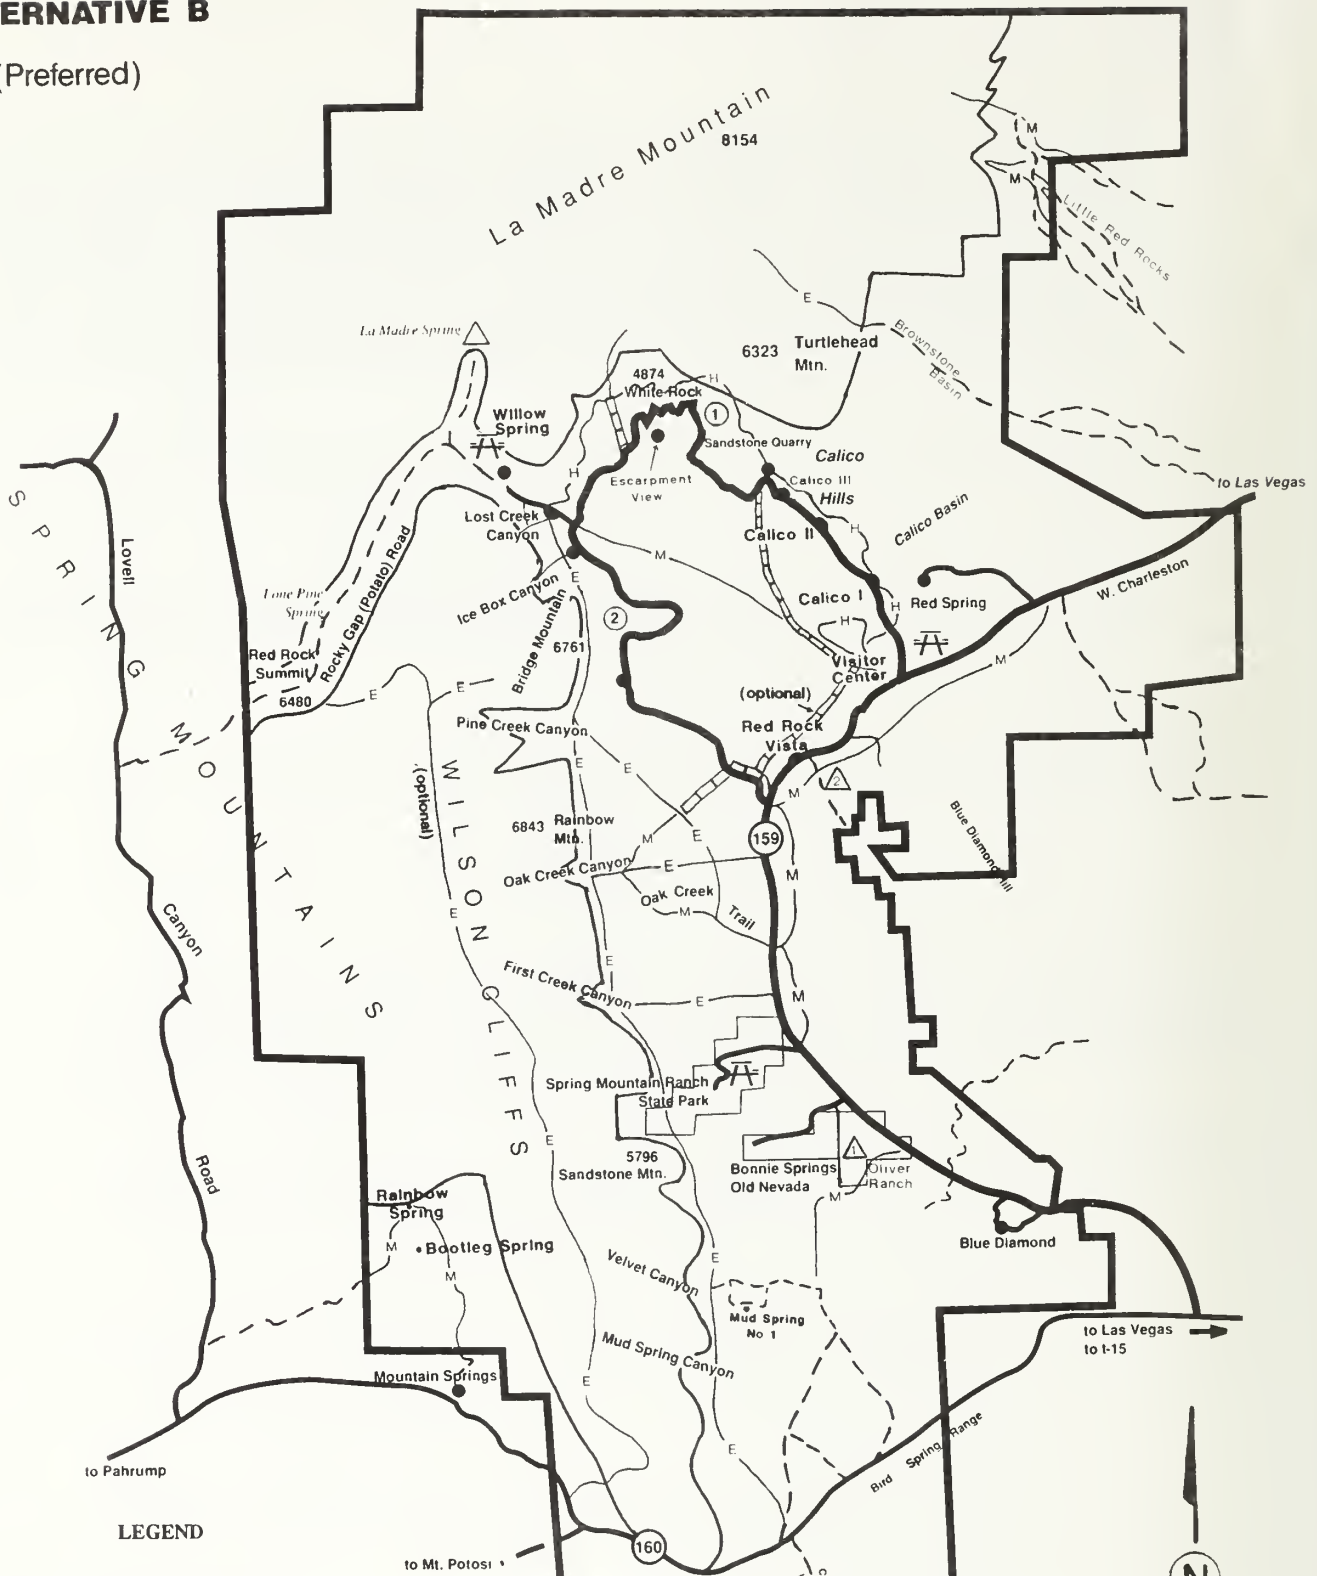 ERNATIVE B
(Preferred)
La Madre Mountain
8154
M
M
Little Red Rocks
E
Brownstone
Basin
La Madre Spring
6323 Turtlehead
Mtn.
4874
White Rock
H
1
Willow
Spring
Sandstone Quarry
Calico
Hills
Calico III
Escarpment
View
H
to Las Vegas
Lost Creek
Canyon
Calico II
H
Calico Basin
M
Ice Box Canyon
E
W. Charleston
Lovell
Canyon
Road
SPRING MOUNTAINS
Rocky Gap (Potato) Road
Lone Pine
Spring
2
Calico I
H
H
Red Spring
Bridge Mountain
6761
Red Rock
Summit
6480
E
E
Visitor
Center
M
(optional)
Red Rock
Vista
Pine Creek Canyon
E
E
(optional)
WILSON CLIFFS
2
M
Blue Diamond Hill
6843 Rainbow
Mtn.
M
E
159
Oak Creek Canyon
E
M
Oak Creek
Trail
M
E
E
First Creek Canyon
E
M
Spring Mountain Ranch
State Park
E
5796
Sandstone Mtn.
1
Bonnie Springs
Old Nevada
Oliver
Ranch
M
Rainbow
Spring
M
Bootleg Spring
M
Blue Diamond
Velvet Canyon
E
Mud Spring
No 1
Mud Spring Canyon
to Las Vegas
to I-15
Mountain Springs
E
E
Bird Spring Range
to Pahrump
LEGEND
160
to Mt. Potosi
N